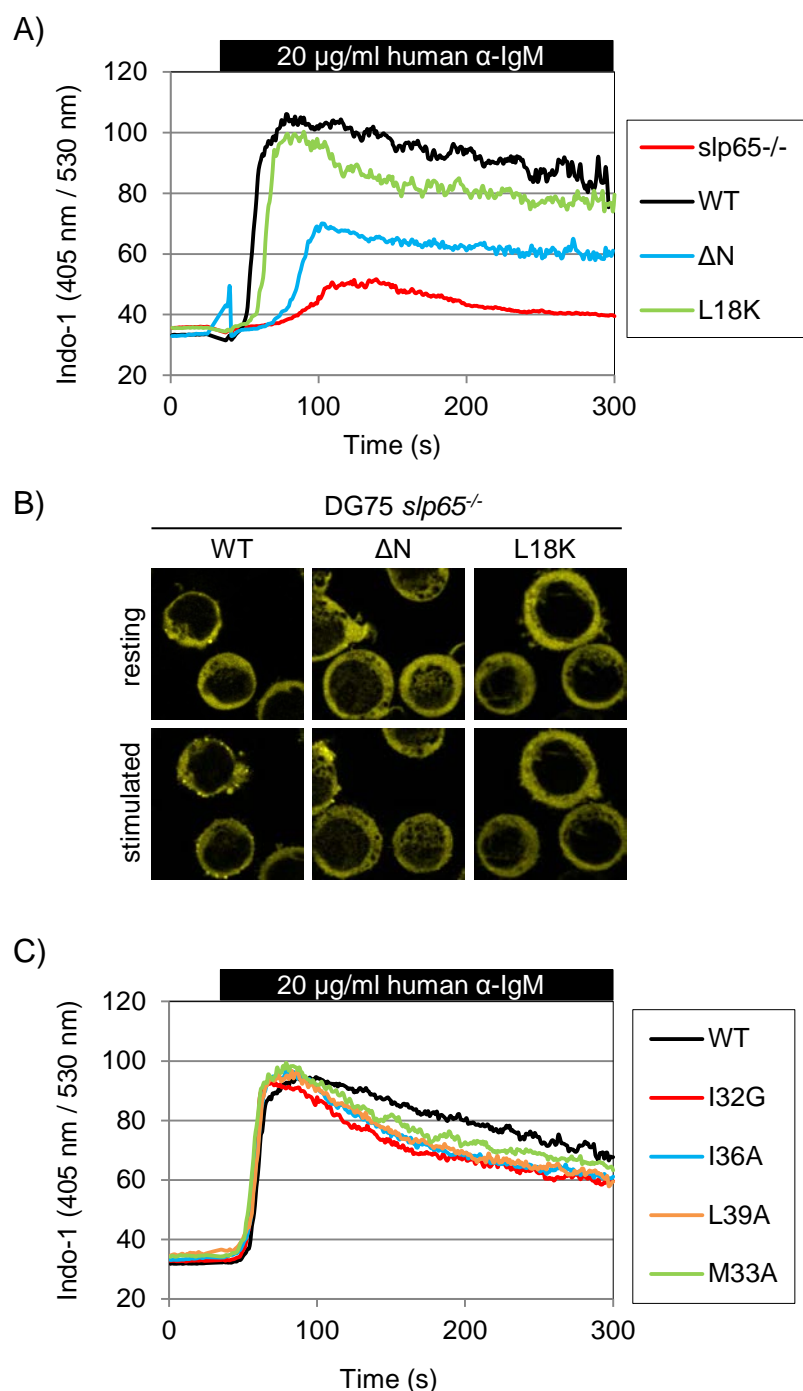 A)
20 µg/ml human α-IgM
120
100
80
60
40
20
0
100
200
300
Indo-1 (405 nm / 530 nm)
Time (s)
slp65-/-
WT
ΔN
L18K
B)
DG75 slp65-/-
WT ΔN L18K
resting
stimulated
C)
20 µg/ml human α-IgM
120
100
80
60
40
20
0
100
200
300
Indo-1 (405 nm / 530 nm)
Time (s)
WT
I32G
I36A
L39A
M33A